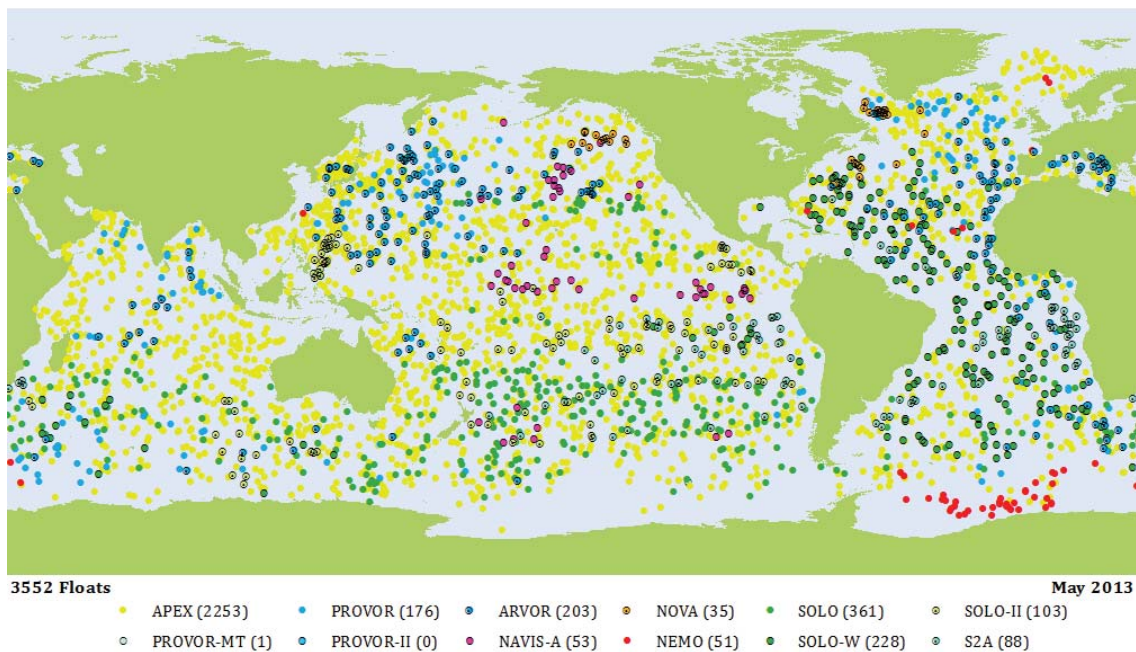 3552 Floats May 2013
APEX (2253) PROVOR (176) ARVOR (203) NOVA (35) SOLO (361) SOLO-II (103)
PROVOR-MT (1) PROVOR-II (0) NAVIS-A (53) NEMO (51) SOLO-W (228) S2A (88)